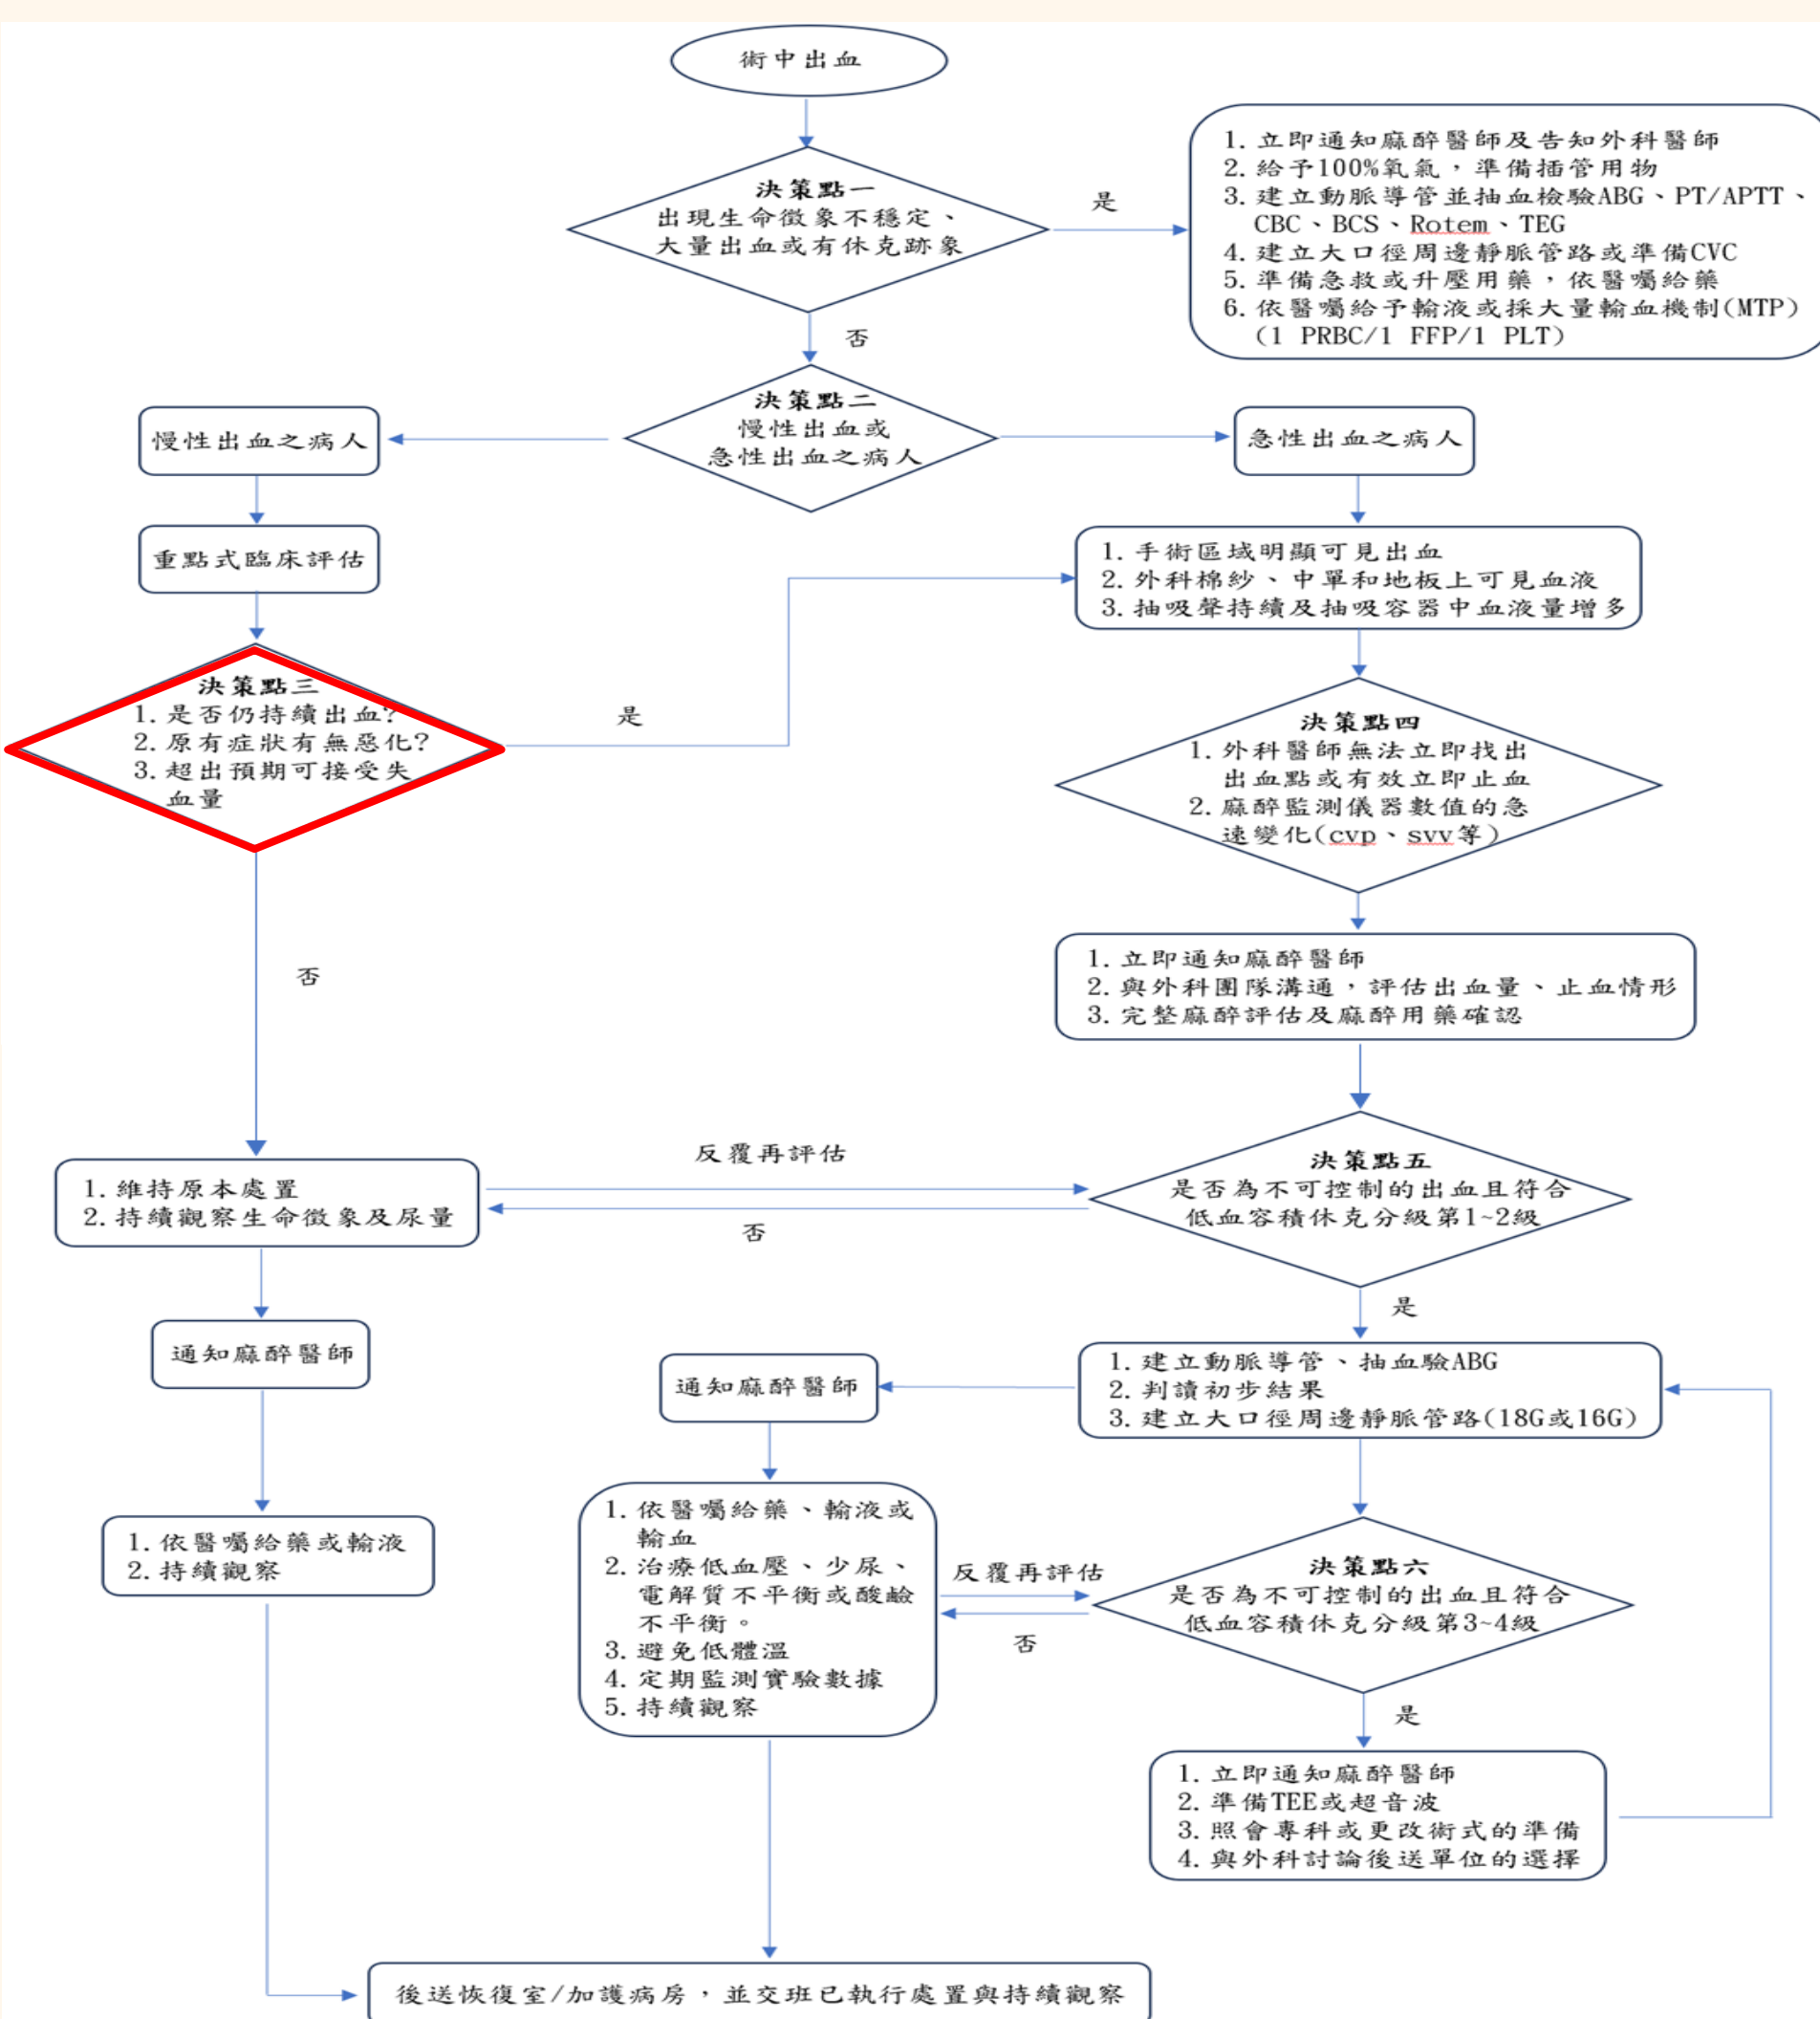 術中出血
決策點一
出現生命徵象不穩定、
大量出血或有休克跡象
是
1. 立即通知麻醉醫師及告知外科醫師
2. 給予100%氧氣，準備插管用物
3. 建立動脈導管並抽血檢驗ABG、PT/APTT、
CBC、BCS、Rotem、TEG
4. 建立大口徑周邊靜脈管路或準備CVC
5. 準備急救或升壓用藥，依醫囑給藥
6. 依醫囑給予輸液或採大量輸血機制(MTP)
(1 PRBC/1 FFP/1 PLT)
否
決策點二
慢性出血或
急性出血之病人
慢性出血之病人
急性出血之病人
重點式臨床評估
1. 手術區域明顯可見出血
2. 外科棉紗、中單和地板上可見血液
3. 抽吸聲持續及抽吸容器中血液量增多
決策點三
1. 是否仍持續出血?
2. 原有症狀有無惡化?
3. 超出預期可接受失
血量
是
決策點四
1. 外科醫師無法立即找出
出血點或有效立即止血
2. 麻醉監測儀器數值的急
速變化(cvp、svv等)
否
1. 立即通知麻醉醫師
2. 與外科團隊溝通，評估出血量、止血情形
3. 完整麻醉評估及麻醉用藥確認
1. 維持原本處置
2. 持續觀察生命徵象及尿量
反覆再評估
否
決策點五
是否為不可控制的出血且符合
低血容積休克分級第1~2級
是
通知麻醉醫師
通知麻醉醫師
1. 建立動脈導管、抽血驗ABG
2. 判讀初步結果
3. 建立大口徑周邊靜脈管路(18G或16G)
1. 依醫囑給藥或輸液
2. 持續觀察
1. 依醫囑給藥、輸液或
輸血
2. 治療低血壓、少尿、
電解質不平衡或酸鹼
不平衡。
3. 避免低體溫
4. 定期監測實驗數據
5. 持續觀察
反覆再評估
否
決策點六
是否為不可控制的出血且符合
低血容積休克分級第3~4級
是
1. 立即通知麻醉醫師
2. 準備TEE或超音波
3. 照會專科或更改術式的準備
4. 與外科討論後送單位的選擇
後送恢復室/加護病房，並交班已執行處置與持續觀察